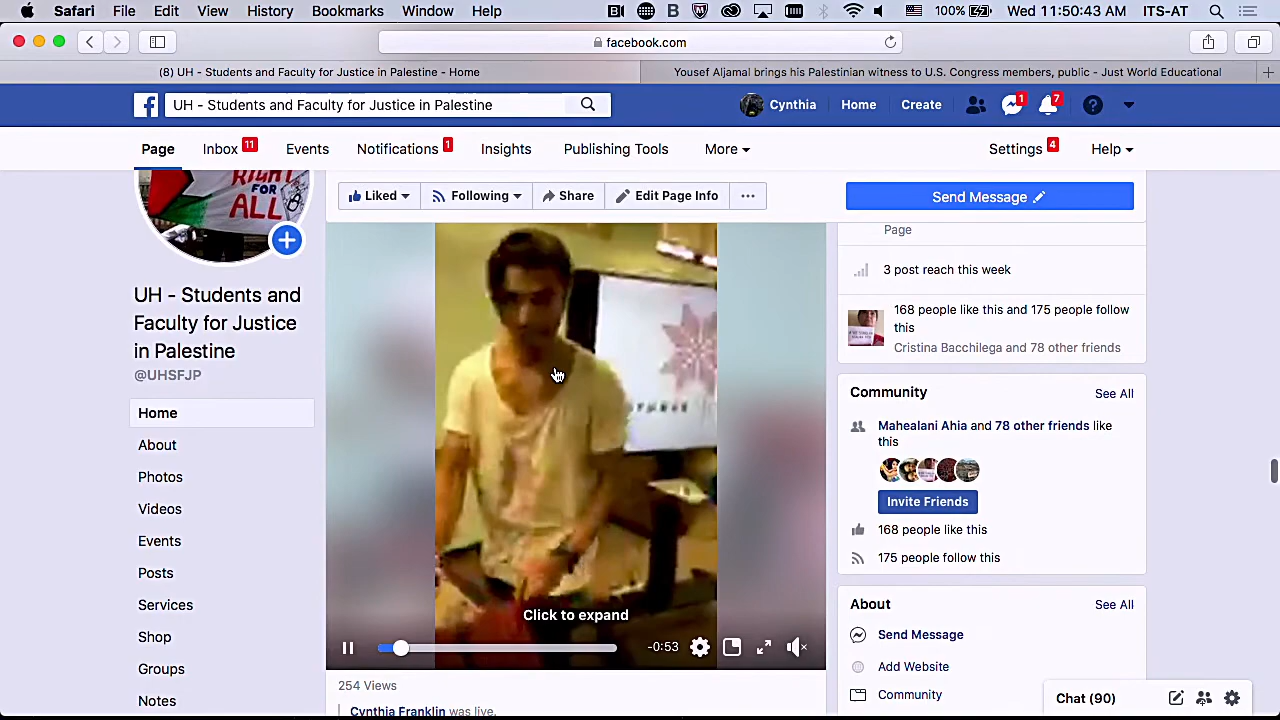 Safari File Edit View History Bookmarks Window Help 100% Wed 11:50:43 AM ITS-AT
facebook.com
(8) UH - Students and Faculty for Justice in Palestine - Home
Yousef Aljamal brings his Palestinian witness to U.S. Congress members, public - Just World Educational
UH - Students and Faculty for Justice in Palestine
Cynthia Home Create 1 7
Page Inbox 11 Events Notifications 1 Insights Publishing Tools More Settings 4 Help
RIGHT
FOR
ALL
Liked Following Share Edit Page Info ...
Send Message
UH - Students and
Faculty for Justice
in Palestine
@UHSFJP
Home
About
Photos
Videos
Events
Posts
Services
Shop
Groups
Notes
Click to expand
-0:53
254 Views
Cynthia Franklin was live.
Page
3 post reach this week
168 people like this and 175 people follow
this
Cristina Bacchilega and 78 other friends
Community See All
Mahealani Ahia and 78 other friends like
this
Invite Friends
168 people like this
175 people follow this
About See All
Send Message
Add Website
Community
Chat (90)